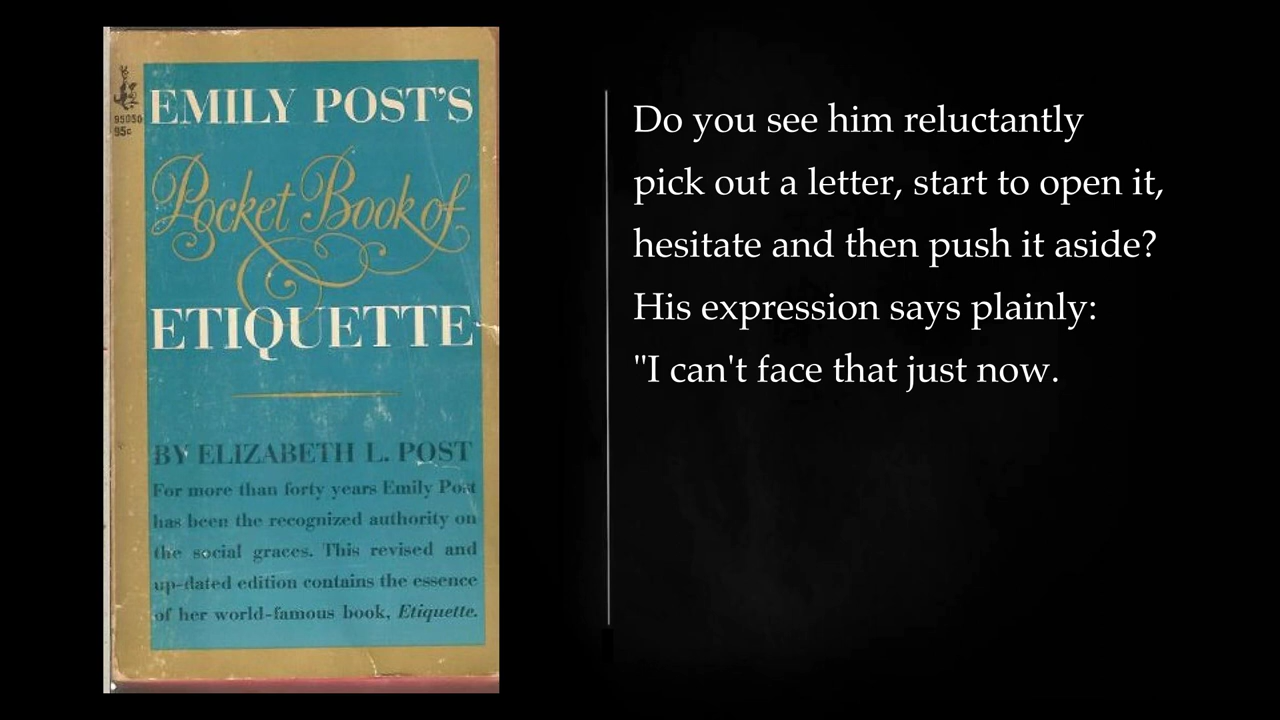 EMILY POST'S
95050
95c
Pocket Book of
ETIQUETTE
BY ELIZABETH L. POST
For more than forty years Emily Post
has been the recognized authority on
the social graces. This revised and
up-dated edition contains the essence
of her world-famous book, Etiquette.
Do you see him reluctantly
pick out a letter, start to open it,
hesitate and then push it aside?
His expression says plainly:
"I can't face that just now.